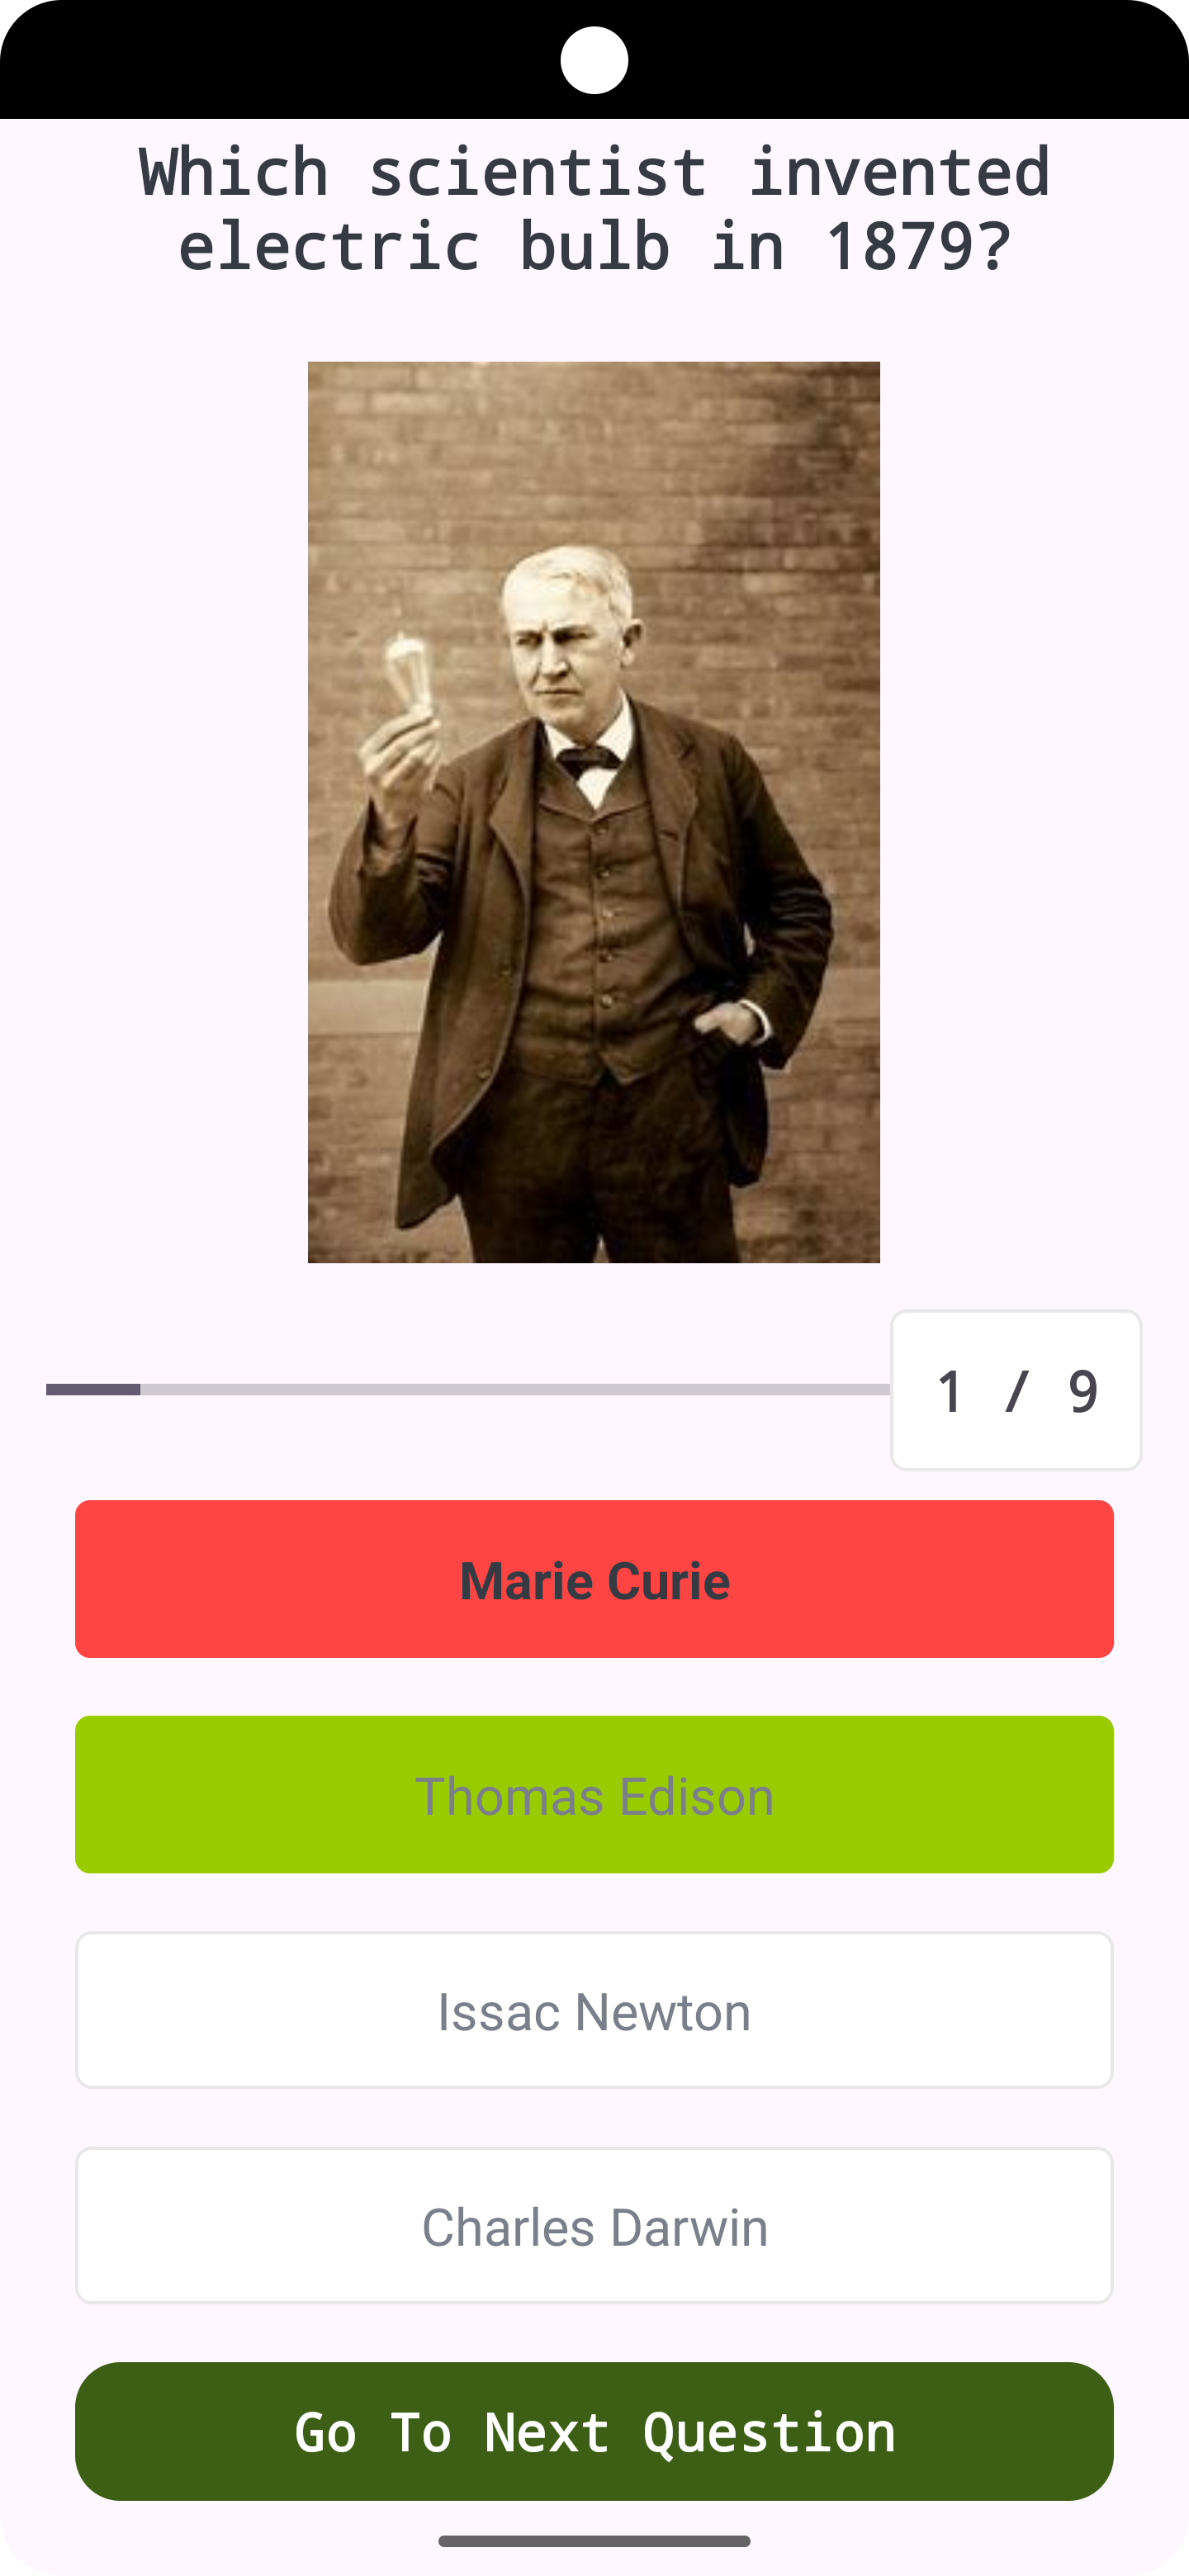 Which scientist invented
electric bulb in 1879?
1 / 9
Marie Curie
Thomas Edison
Issac Newton
Charles Darwin
Go To Next Question